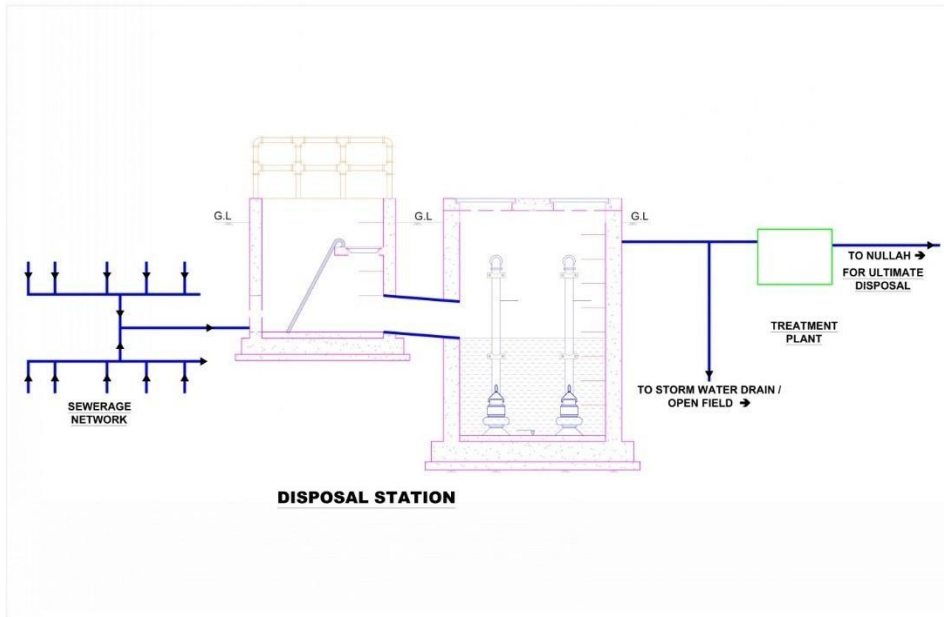 G.L
G.L
G.L
TO NULLAH →
FOR ULTIMATE
DISPOSAL
TREATMENT
PLANT
TO STORM WATER DRAIN /
OPEN FIELD →
SEWERAGE
NETWORK
DISPOSAL STATION